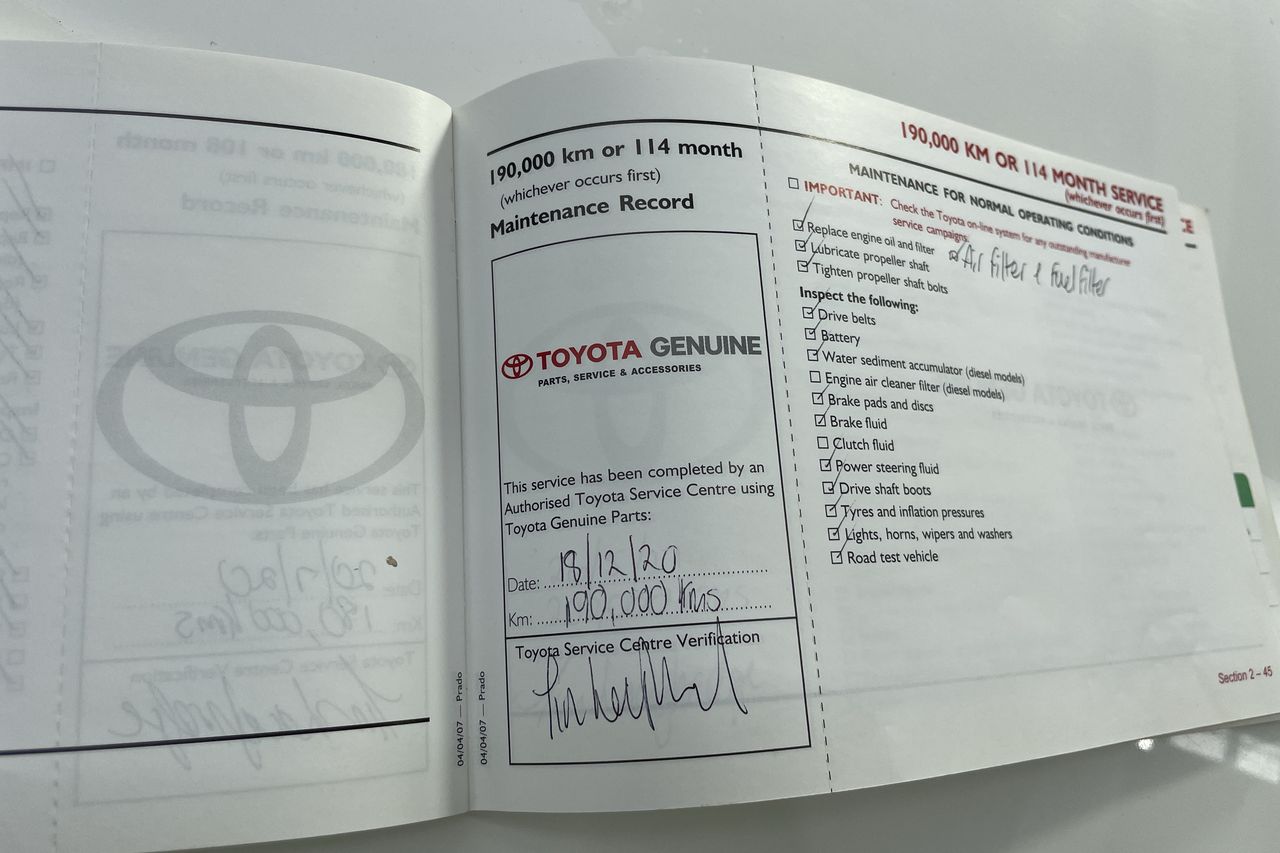 190,000 km or 114 month
(whichever occurs first)
Maintenance Record
TOYOTA GENUINE
PARTS, SERVICE & ACCESSORIES
This service has been completed by an
Authorised Toyota Service Centre using
Toyota Genuine Parts:
Date: 18/12/20
Km: 190,000 kms
Toyota Service Centre Verification
04/04/07 — Prado
04/04/07 — Prado
190,000 KM OR 114 MONTH SERVICE
(whichever occurs first)
MAINTENANCE FOR NORMAL OPERATING CONDITIONS
IMPORTANT: Check the Toyota on-line system for any outstanding manufacturer
service campaigns.
Replace engine oil and filter
Air filter & Fuel filter
Lubricate propeller shaft
Tighten propeller shaft bolts
Inspect the following:
Drive belts
Battery
Water sediment accumulator (diesel models)
Engine air cleaner filter (diesel models)
Brake pads and discs
Brake fluid
Clutch fluid
Power steering fluid
Drive shaft boots
Tyres and inflation pressures
Lights, horns, wipers and washers
Road test vehicle
Section 2 – 45